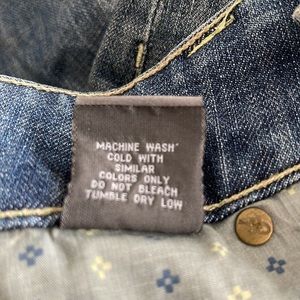 MACHINE WASH
COLD WITH
SIMILAR
COLORS ONLY
DO NOT BLEACH
TUMBLE DRY LOW